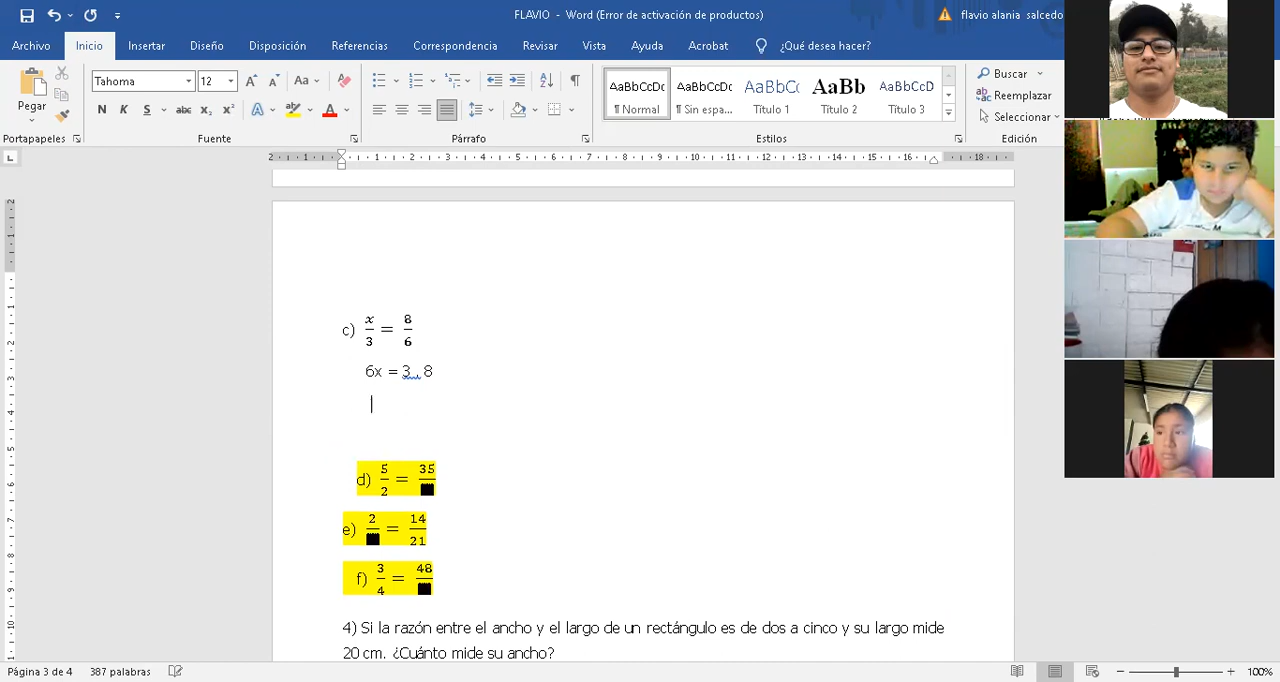 FLAVIO - Word (Error de activación de productos)
flavio alania salcedo
Archivo Inicio Insertar Diseño Disposición Referencias Correspondencia Revisar Vista Ayuda Acrobat ¿Qué desea hacer?
Pegar
Tahoma 12
N K S abc x₂ x²
AaBbCcDc AaBbCcDc AaBbCc AaBb AaBbCcD
¶ Normal ¶ Sin espa... Título 1 Título 2 Título 3
Buscar
Reemplazar
Seleccionar
Portapapeles Fuente Párrafo Estilos Edición
c) x/3 = 8/6
6x = 3 . 8
d) 5/2 = 35/■
e) 2/■ = 14/21
f) 3/4 = 48/■
4) Si la razón entre el ancho y el largo de un rectángulo es de dos a cinco y su largo mide
20 cm. ¿Cuánto mide su ancho?
Página 3 de 4 387 palabras 100%